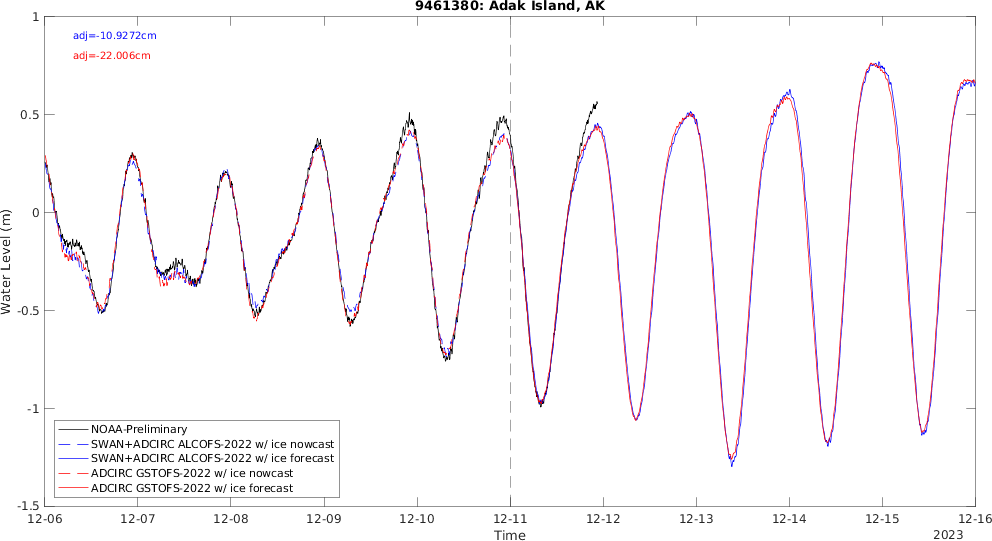 9461380: Adak Island, AK
adj=-10.9272cm
adj=-22.006cm
1
0.5
0
-0.5
-1
-1.5
Water Level (m)
NOAA-Preliminary
SWAN+ADCIRC ALCOFS-2022 w/ ice nowcast
SWAN+ADCIRC ALCOFS-2022 w/ ice forecast
ADCIRC GSTOFS-2022 w/ ice nowcast
ADCIRC GSTOFS-2022 w/ ice forecast
12-06 12-07 12-08 12-09 12-10 12-11 12-12 12-13 12-14 12-15 12-16
Time
2023